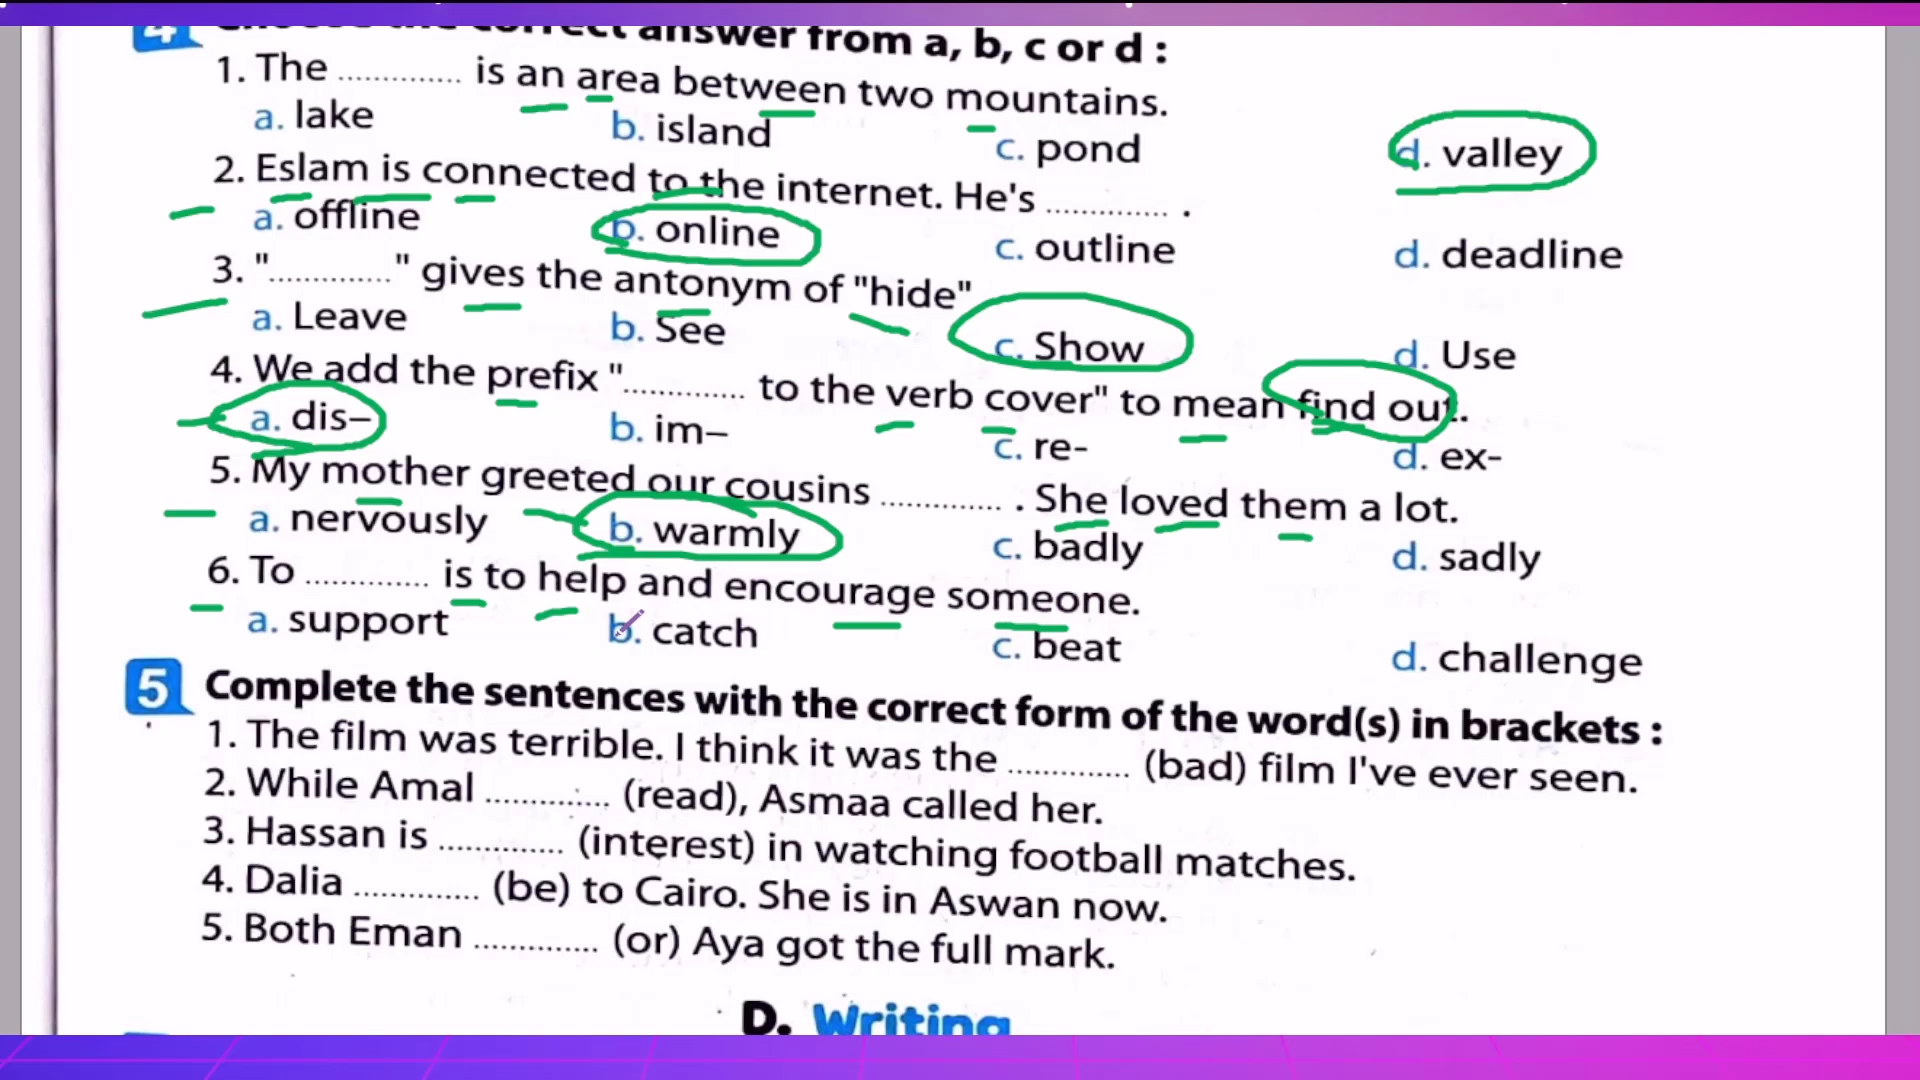 4 Choose the correct answer from a, b, c or d :
1. The ............. is an area between two mountains.
a. lake b. island c. pond d. valley
2. Eslam is connected to the internet. He's ............. .
a. offline b. online c. outline d. deadline
3. "............." gives the antonym of "hide"
a. Leave b. See c. Show d. Use
4. We add the prefix "............. to the verb cover" to mean find out.
a. dis– b. im– c. re- d. ex-
5. My mother greeted our cousins ............. . She loved them a lot.
a. nervously b. warmly c. badly d. sadly
6. To ............. is to help and encourage someone.
a. support b. catch c. beat d. challenge
5 Complete the sentences with the correct form of the word(s) in brackets :
1. The film was terrible. I think it was the ............. (bad) film I've ever seen.
2. While Amal ............. (read), Asmaa called her.
3. Hassan is ............. (interest) in watching football matches.
4. Dalia ............. (be) to Cairo. She is in Aswan now.
5. Both Eman ............. (or) Aya got the full mark.
D. Writing